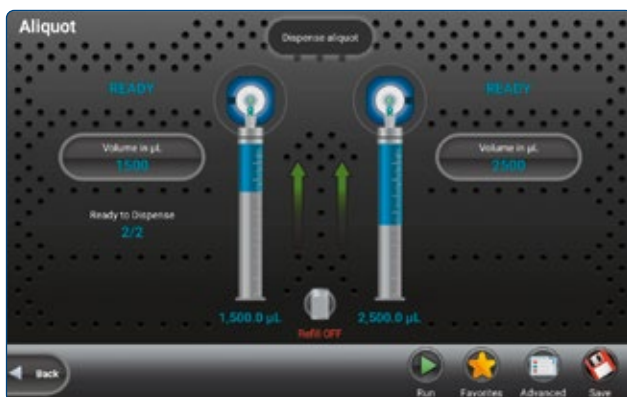 Aliquot
Dispense aliquot
READY
READY
Volume in µL
1500
Volume in µL
2500
Ready to Dispense
2/2
1,500.0 µL
2,500.0 µL
Refill OFF
Back
Run
Favorites
Advanced
Save